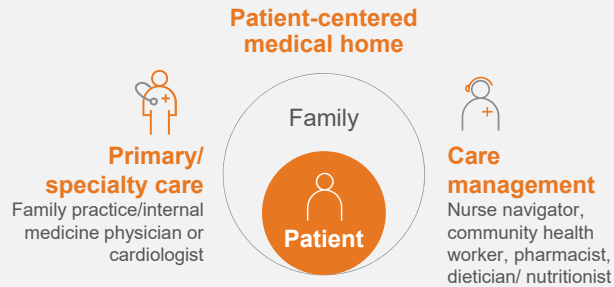 Patient-centered
medical home
Family
Patient
Primary/
specialty care
Family practice/internal
medicine physician or
cardiologist
Care
management
Nurse navigator,
community health
worker, pharmacist,
dietician/ nutritionist